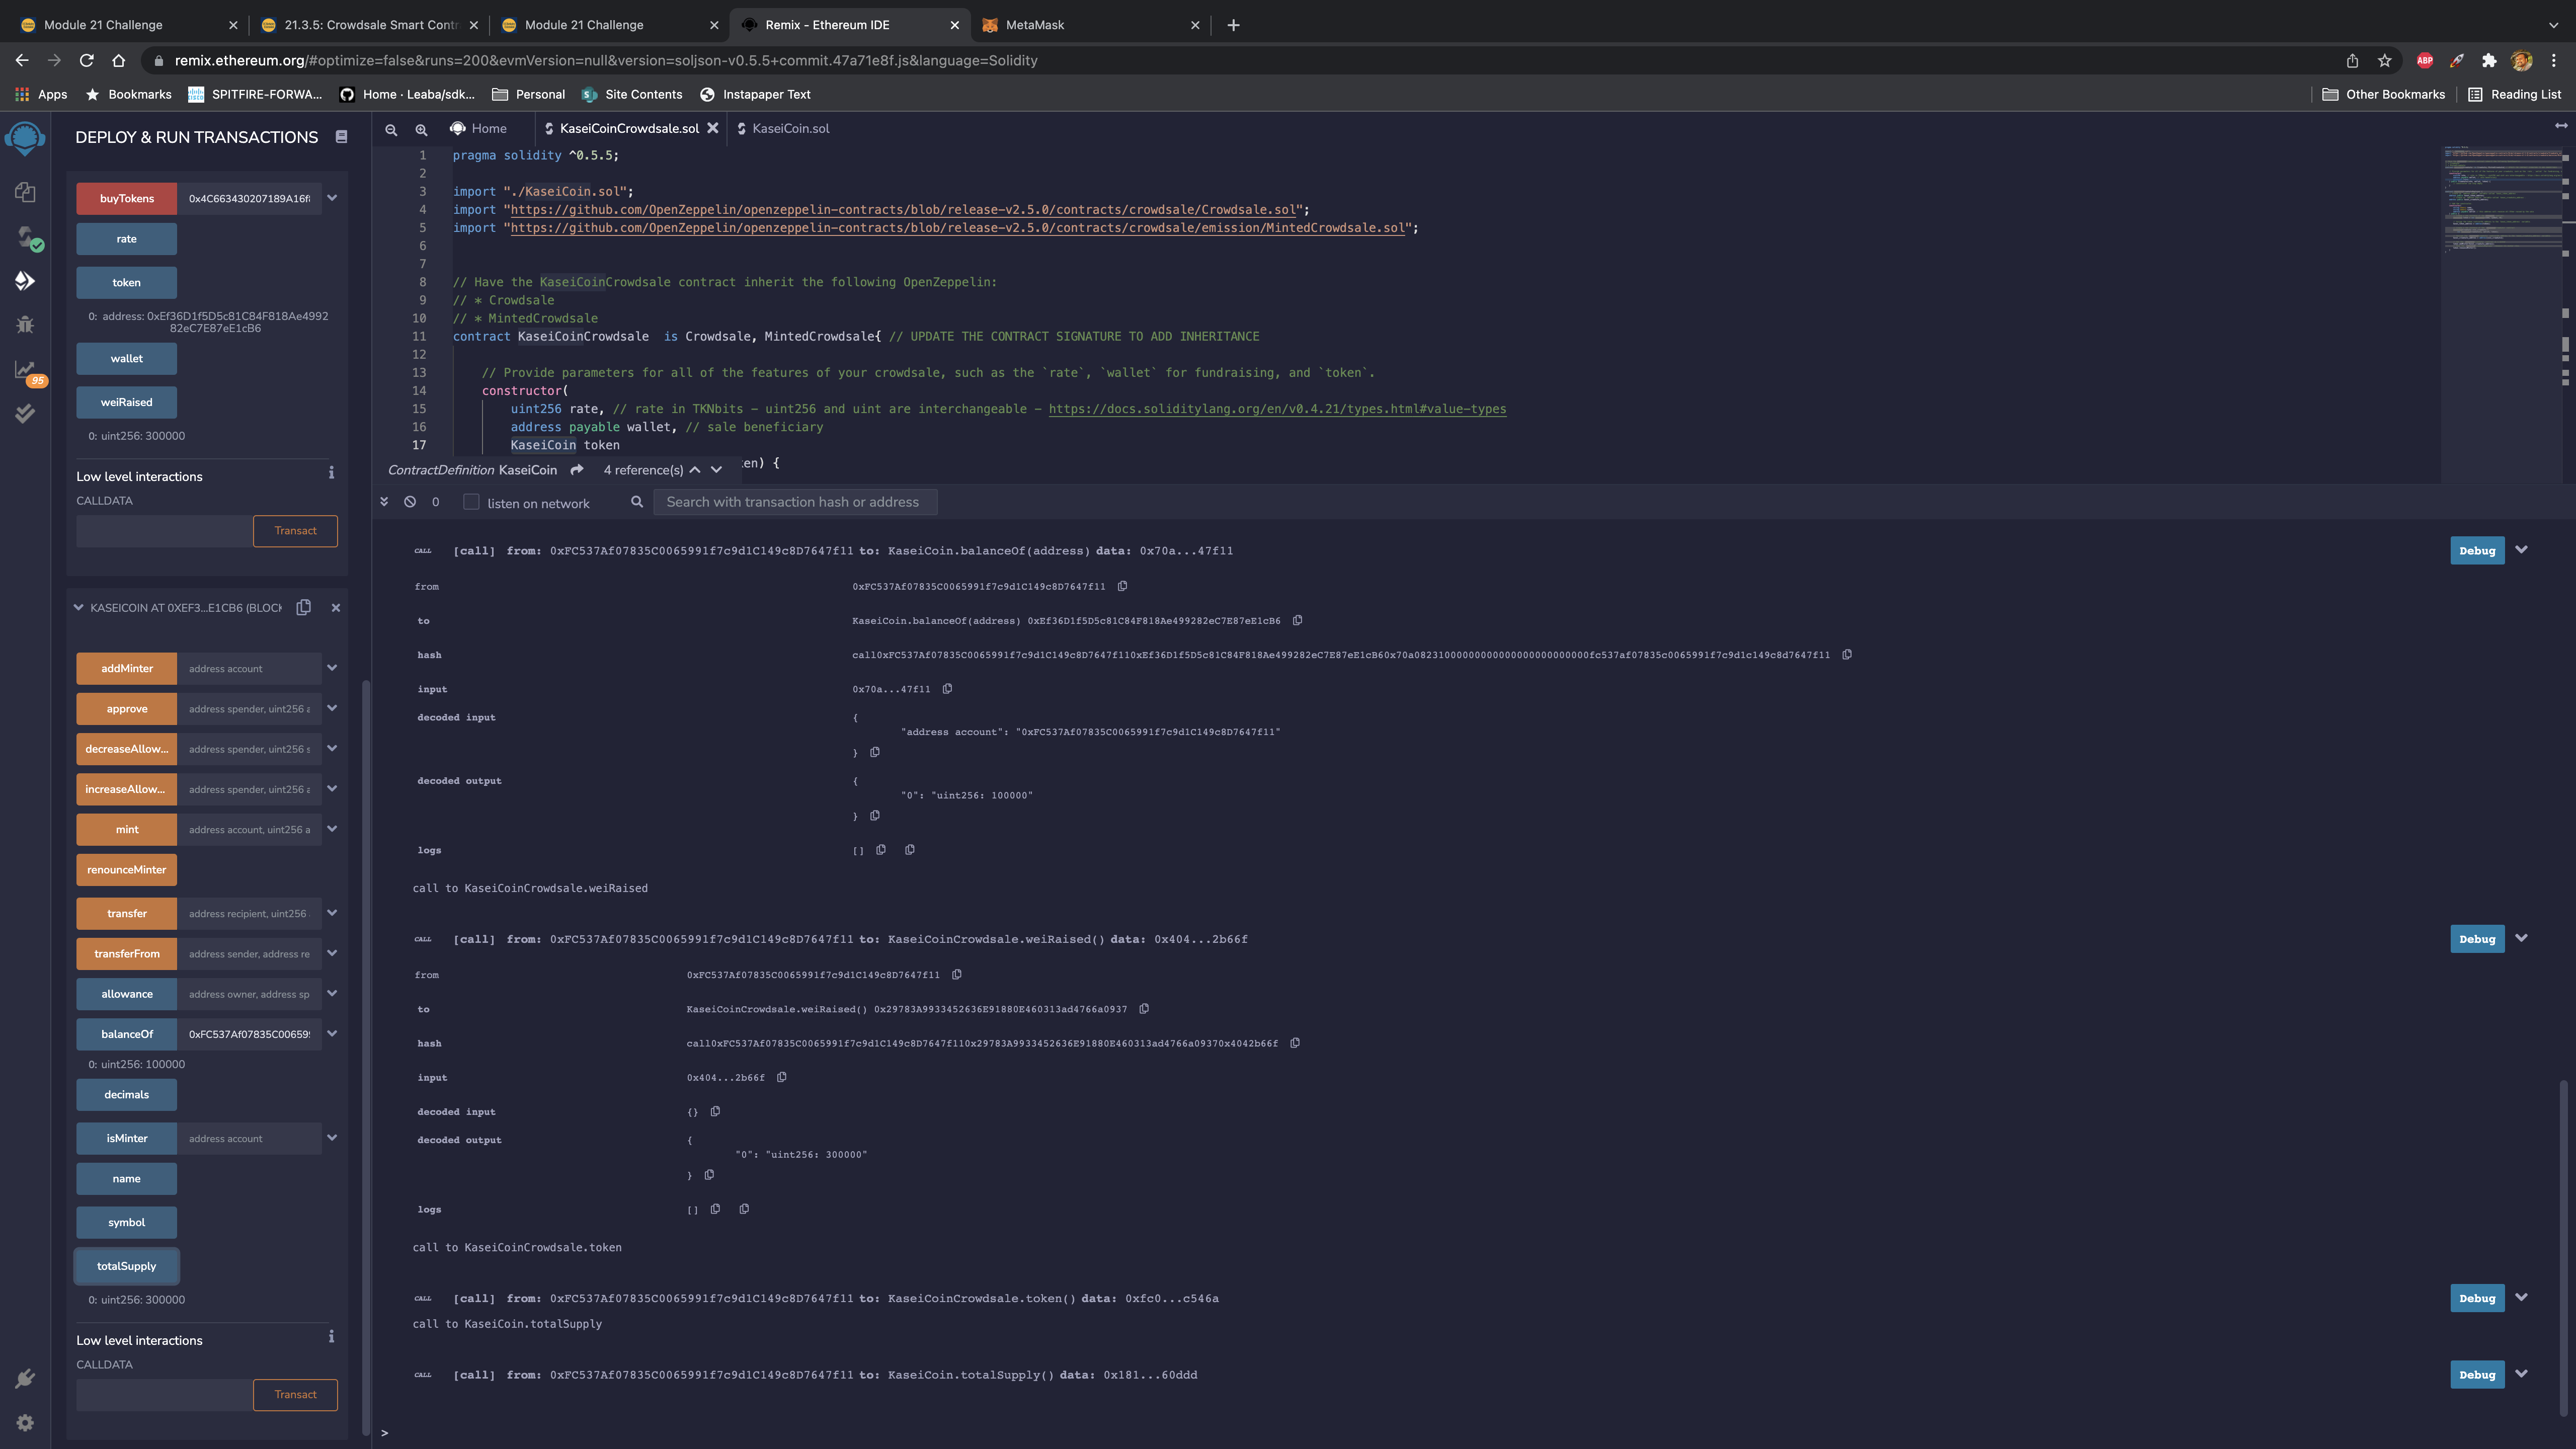 Module 21 Challenge
21.3.5: Crowdsale Smart Contr
Module 21 Challenge
Remix - Ethereum IDE
MetaMask
remix.ethereum.org/#optimize=false&runs=200&evmVersion=null&version=soljson-v0.5.5+commit.47a71e8f.js&language=Solidity
ABP
Apps
Bookmarks
SPITFIRE-FORWA...
Home · Leaba/sdk...
Personal
Site Contents
Instapaper Text
Other Bookmarks
Reading List
DEPLOY & RUN TRANSACTIONS
buyTokens 0x4C663430207189A16f
rate
token
0: address: 0xEf36D1f5D5c81C84F818Ae4992
82eC7E87eE1cB6
wallet
weiRaised
0: uint256: 300000
Low level interactions
CALLDATA
Transact
95
KASEICOIN AT 0XEF3...E1CB6 (BLOCK
addMinter address account
approve address spender, uint256 a
decreaseAllow... address spender, uint256 s
increaseAllow... address spender, uint256 a
mint address account, uint256 a
renounceMinter
transfer address recipient, uint256
transferFrom address sender, address re
allowance address owner, address sp
balanceOf 0xFC537Af07835C00659
0: uint256: 100000
decimals
isMinter address account
name
symbol
totalSupply
0: uint256: 300000
Low level interactions
CALLDATA
Transact
Home
KaseiCoinCrowdsale.sol
KaseiCoin.sol
1 pragma solidity ^0.5.5;
2
3 import "./KaseiCoin.sol";
4 import "https://github.com/OpenZeppelin/openzeppelin-contracts/blob/release-v2.5.0/contracts/crowdsale/Crowdsale.sol";
5 import "https://github.com/OpenZeppelin/openzeppelin-contracts/blob/release-v2.5.0/contracts/crowdsale/emission/MintedCrowdsale.sol";
6
7
8 // Have the KaseiCoinCrowdsale contract inherit the following OpenZeppelin:
9 // * Crowdsale
10 // * MintedCrowdsale
11 contract KaseiCoinCrowdsale  is Crowdsale, MintedCrowdsale{ // UPDATE THE CONTRACT SIGNATURE TO ADD INHERITANCE
12
13 // Provide parameters for all of the features of your crowdsale, such as the `rate`, `wallet` for fundraising, and `token`.
14 constructor(
15 uint256 rate, // rate in TKNbits - uint256 and uint are interchangeable - https://docs.soliditylang.org/en/v0.4.21/types.html#value-types
16 address payable wallet, // sale beneficiary
17 KaseiCoin token
ContractDefinition KaseiCoin 4 reference(s) ken) {
0 listen on network Search with transaction hash or address
CALL [call] from: 0xFC537Af07835C0065991f7c9d1C149c8D7647f11 to: KaseiCoin.balanceOf(address) data: 0x70a...47f11 Debug
from 0xFC537Af07835C0065991f7c9d1C149c8D7647f11
to KaseiCoin.balanceOf(address) 0xEf36D1f5D5c81C84F818Ae499282eC7E87eE1cB6
hash call0xFC537Af07835C0065991f7c9d1C149c8D7647f110xEf36D1f5D5c81C84F818Ae499282eC7E87eE1cB60x70a08231000000000000000000000000fc537af07835c0065991f7c9d1c149c8d7647f11
input 0x70a...47f11
decoded input {
"address account": "0xFC537Af07835C0065991f7c9d1C149c8D7647f11"
}
decoded output {
"0": "uint256: 100000"
}
logs []
call to KaseiCoinCrowdsale.weiRaised
CALL [call] from: 0xFC537Af07835C0065991f7c9d1C149c8D7647f11 to: KaseiCoinCrowdsale.weiRaised() data: 0x404...2b66f Debug
from 0xFC537Af07835C0065991f7c9d1C149c8D7647f11
to KaseiCoinCrowdsale.weiRaised() 0x29783A9933452636E91880E460313ad4766a0937
hash call0xFC537Af07835C0065991f7c9d1C149c8D7647f110x29783A9933452636E91880E460313ad4766a09370x4042b66f
input 0x404...2b66f
decoded input {}
decoded output {
"0": "uint256: 300000"
}
logs []
call to KaseiCoinCrowdsale.token
CALL [call] from: 0xFC537Af07835C0065991f7c9d1C149c8D7647f11 to: KaseiCoinCrowdsale.token() data: 0xfc0...c546a Debug
call to KaseiCoin.totalSupply
CALL [call] from: 0xFC537Af07835C0065991f7c9d1C149c8D7647f11 to: KaseiCoin.totalSupply() data: 0x181...60ddd Debug
>